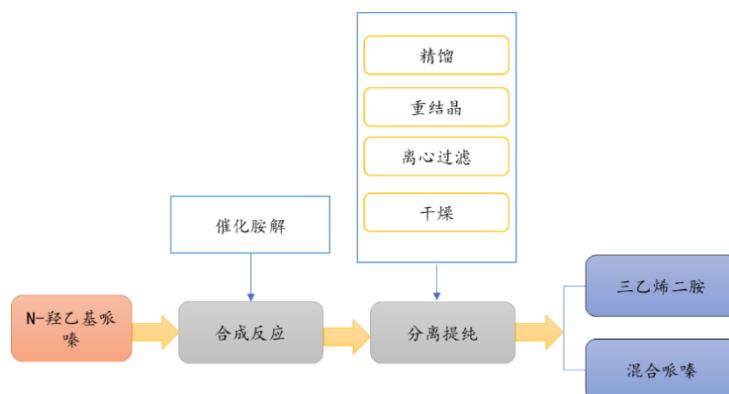 精馏
重结晶
离心过滤
干燥
催化胺解
N-羟乙基哌
嗪
合成反应
分离提纯
三乙烯二胺
混合哌嗪